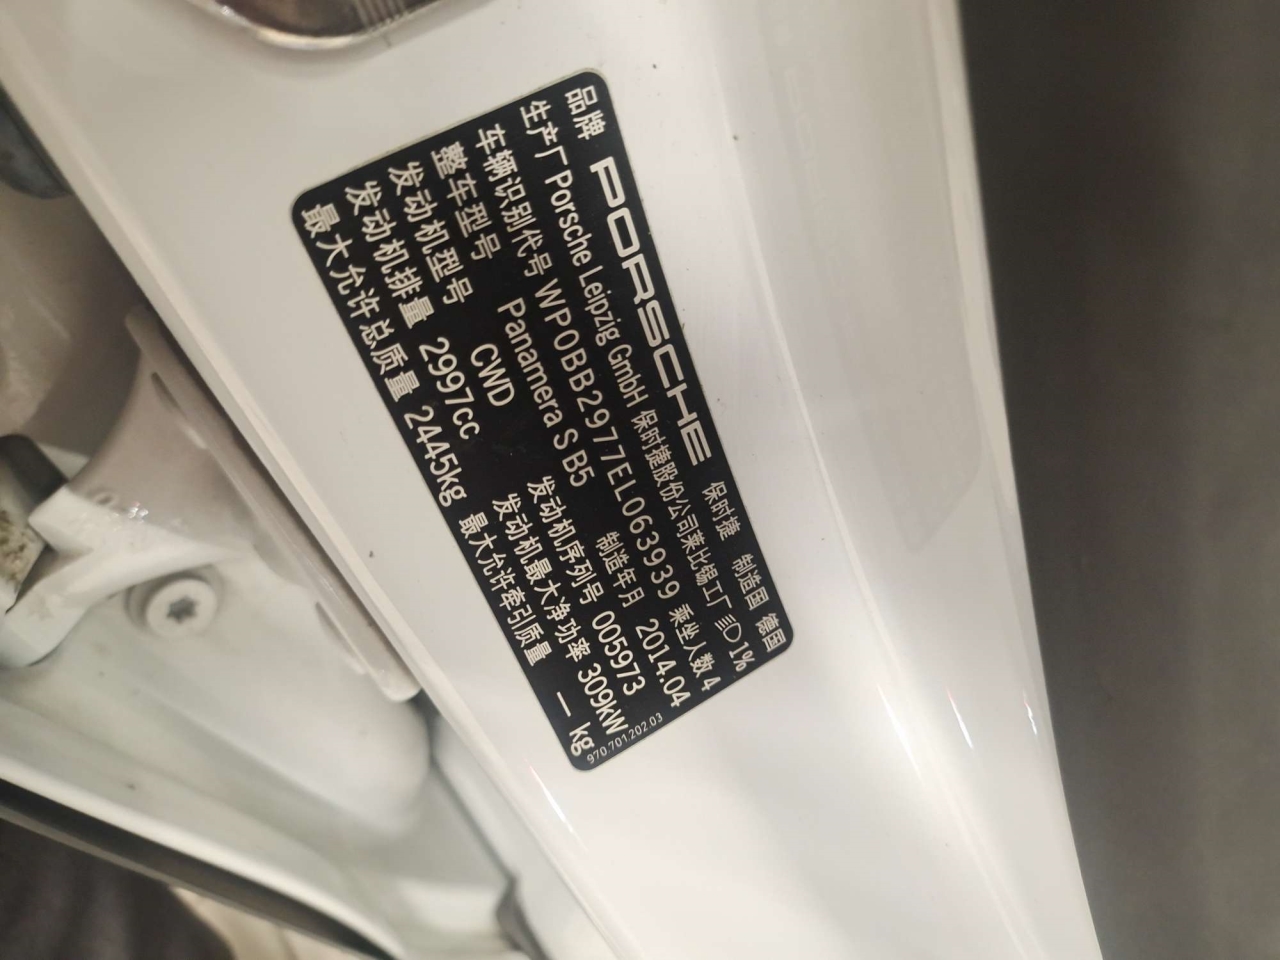 品牌 PORSCHE 保时捷 制造国 德国
生产厂 Porsche Leipzig GmbH 保时捷股份公司莱比锡工厂 1%
车辆识别代号 WP0BB2977EL063939 乘坐人数 4
整车型号 Panamera S B5 制造年月 2014.04
发动机型号 CWD 发动机序列号 005973
发动机排量 2997cc 发动机最大净功率 309kW
最大允许总质量 2445kg 最大允许牵引质量 — kg
970.701.202.03